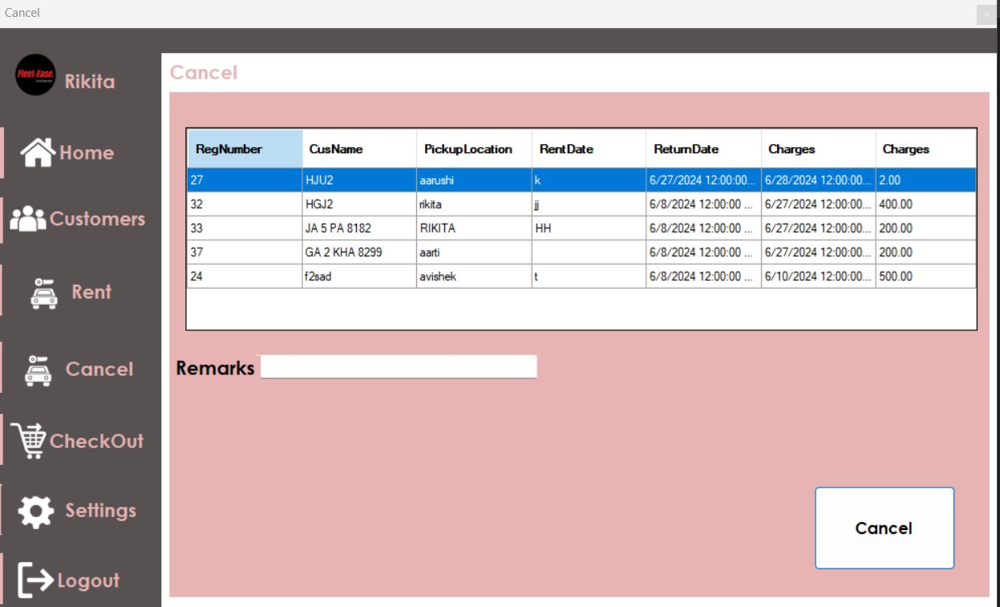 Cancel
Fleet-Ease.
Rikita
Home
Customers
Rent
Cancel
CheckOut
Settings
Logout
Cancel
RegNumber CusName PickupLocation RentDate ReturnDate Charges Charges
27 HJU2 aarushi k 6/27/2024 12:00:00... 6/28/2024 12:00:00... 2.00
32 HGJ2 rikita jj 6/8/2024 12:00:00 ... 6/27/2024 12:00:00... 400.00
33 JA 5 PA 8182 RIKITA HH 6/8/2024 12:00:00 ... 6/27/2024 12:00:00... 200.00
37 GA 2 KHA 8299 aarti 6/8/2024 12:00:00 ... 6/27/2024 12:00:00... 200.00
24 f2sad avishek t 6/8/2024 12:00:00 ... 6/10/2024 12:00:00... 500.00
Remarks
Cancel